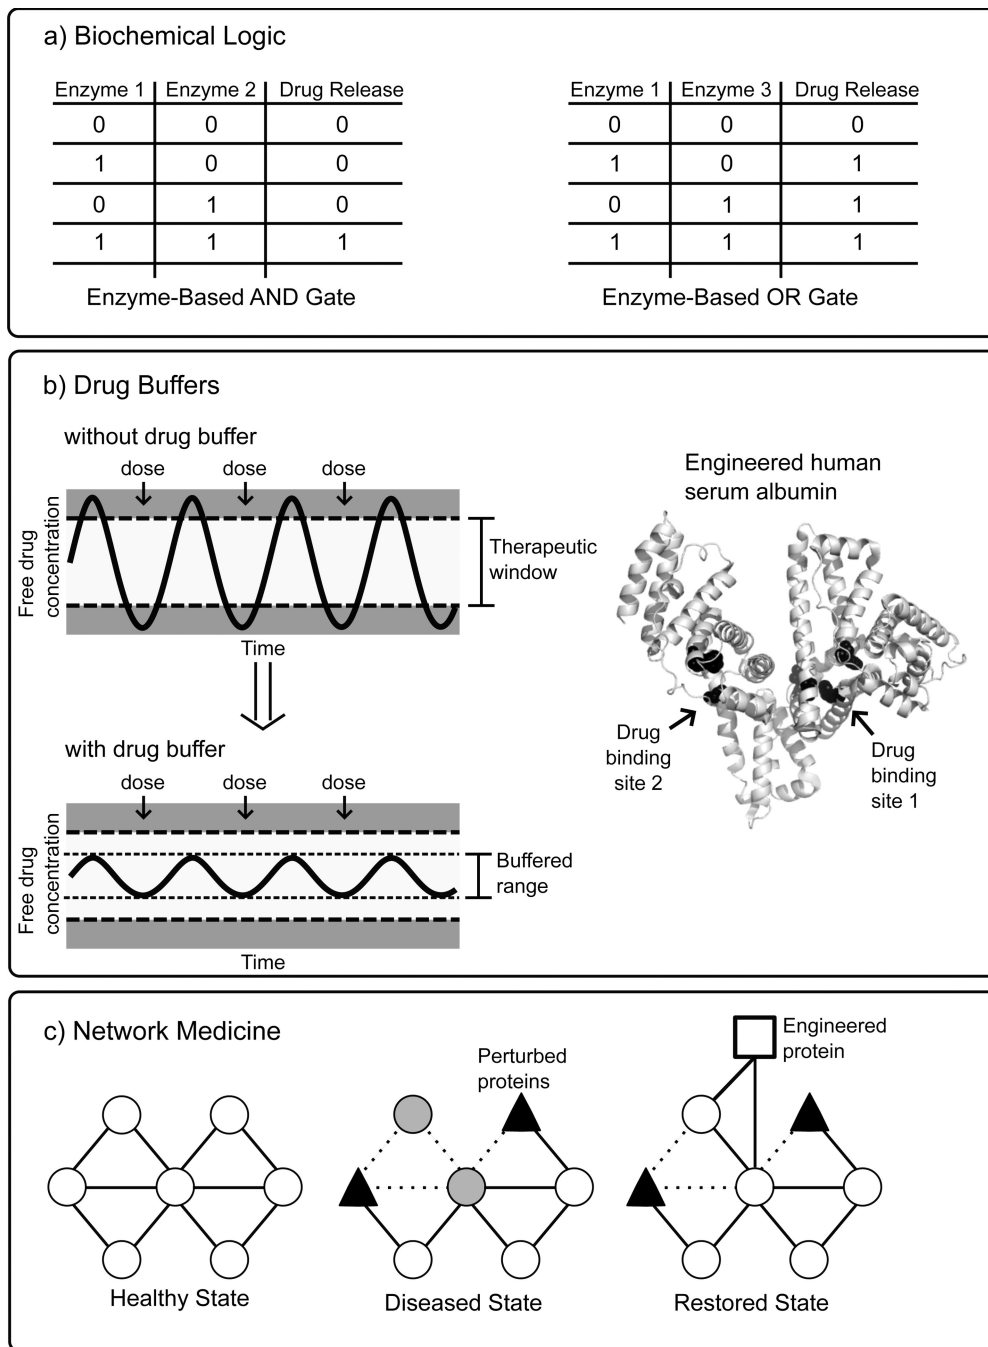 a) Biochemical Logic
Enzyme 1 Enzyme 2 Drug Release
0 0 0
1 0 0
0 1 0
1 1 1
Enzyme-Based AND Gate
Enzyme 1 Enzyme 3 Drug Release
0 0 0
1 0 1
0 1 1
1 1 1
Enzyme-Based OR Gate
b) Drug Buffers
without drug buffer
dose dose dose
Free drug
concentration
Therapeutic
window
Time
with drug buffer
dose dose dose
Free drug
concentration
Buffered
range
Time
Engineered human
serum albumin
Drug
binding
site 2
Drug
binding
site 1
c) Network Medicine
Perturbed
proteins
Engineered
protein
Healthy State
Diseased State
Restored State